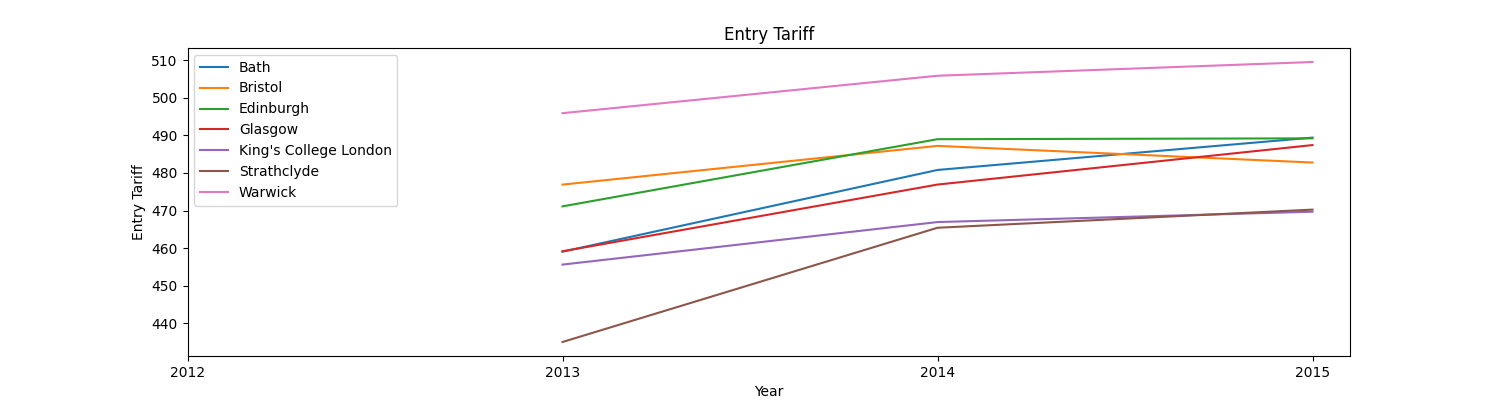 Entry Tariff
510
500
490
480
470
460
450
440
Entry Tariff
Bath
Bristol
Edinburgh
Glasgow
King's College London
Strathclyde
Warwick
2012
2013
2014
2015
Year